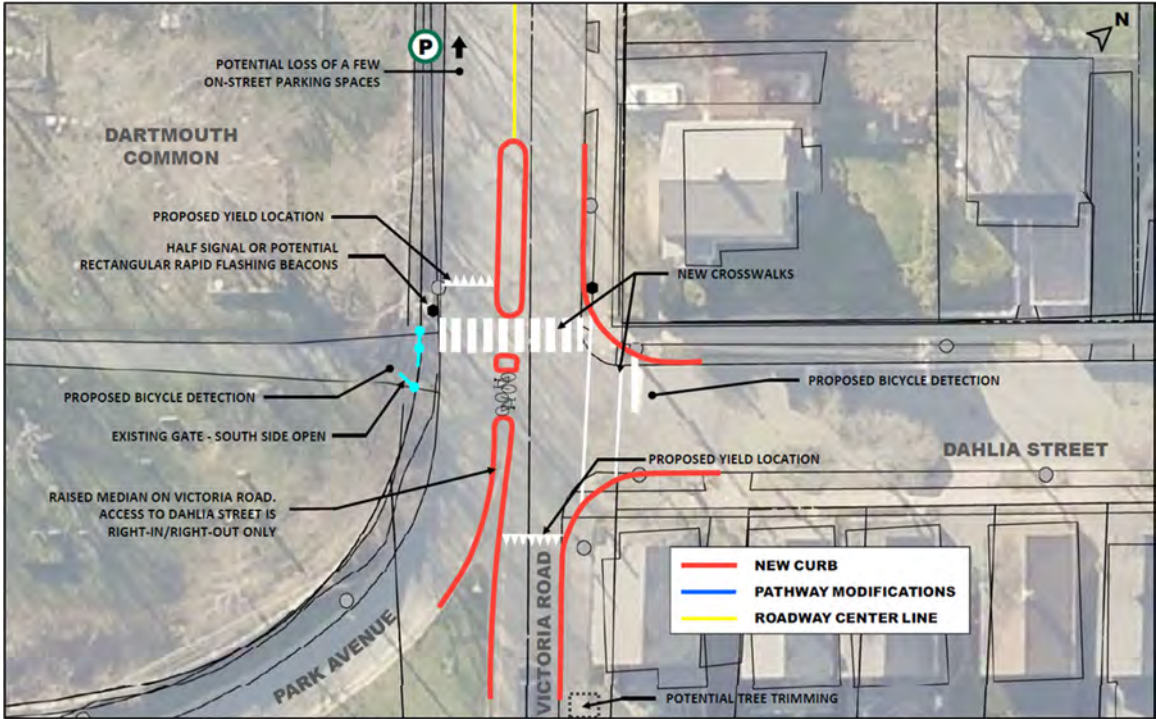 P
N
POTENTIAL LOSS OF A FEW
ON-STREET PARKING SPACES
DARTMOUTH
COMMON
PROPOSED YIELD LOCATION
HALF SIGNAL OR POTENTIAL
RECTANGULAR RAPID FLASHING BEACONS
NEW CROSSWALKS
PROPOSED BICYCLE DETECTION
PROPOSED BICYCLE DETECTION
EXISTING GATE - SOUTH SIDE OPEN
DAHLIA STREET
PROPOSED YIELD LOCATION
RAISED MEDIAN ON VICTORIA ROAD.
ACCESS TO DAHLIA STREET IS
RIGHT-IN/RIGHT-OUT ONLY
NEW CURB
PATHWAY MODIFICATIONS
ROADWAY CENTER LINE
PARK AVENUE
VICTORIA ROAD
POTENTIAL TREE TRIMMING